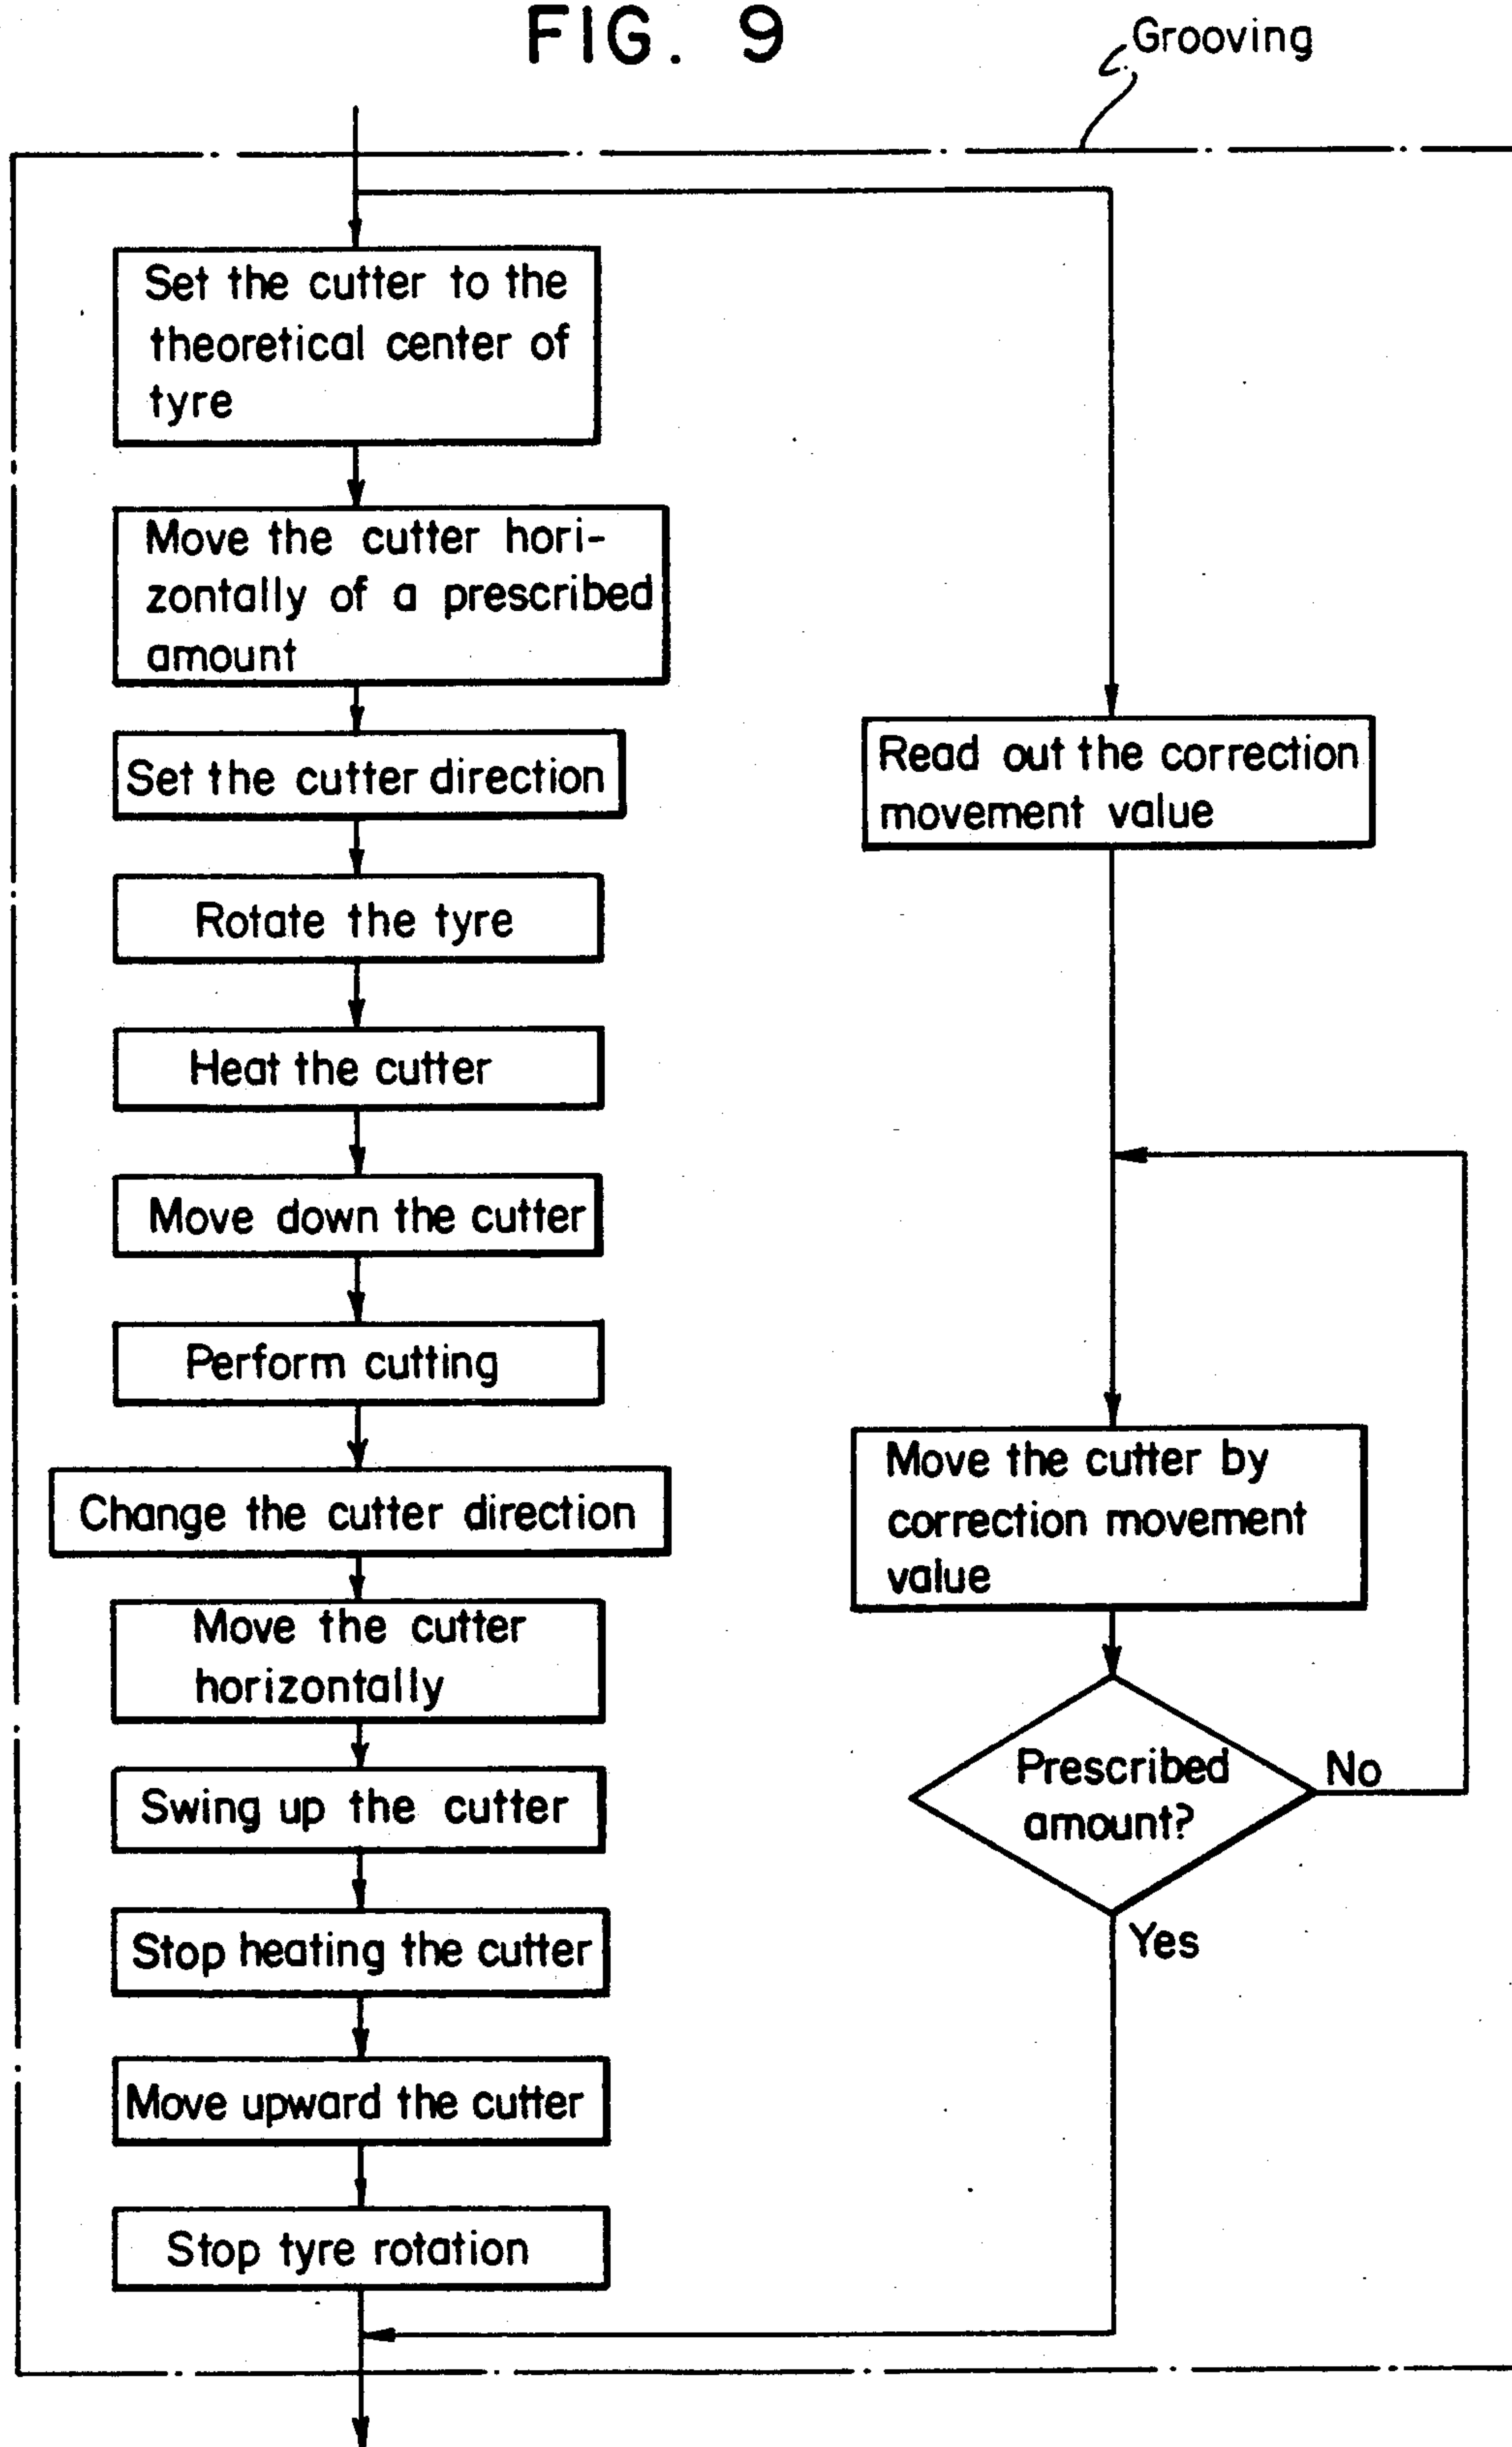 FIG. 9
Grooving
Set the cutter to the
theoretical center of
tyre
Move the cutter hori-
zontally of a prescribed
amount
Set the cutter direction
Rotate the tyre
Heat the cutter
Move down the cutter
Perform cutting
Change the cutter direction
Move the cutter
horizontally
Swing up the cutter
Stop heating the cutter
Move upward the cutter
Stop tyre rotation
Read out the correction
movement value
Move the cutter by
correction movement
value
Prescribed
amount?
No
Yes